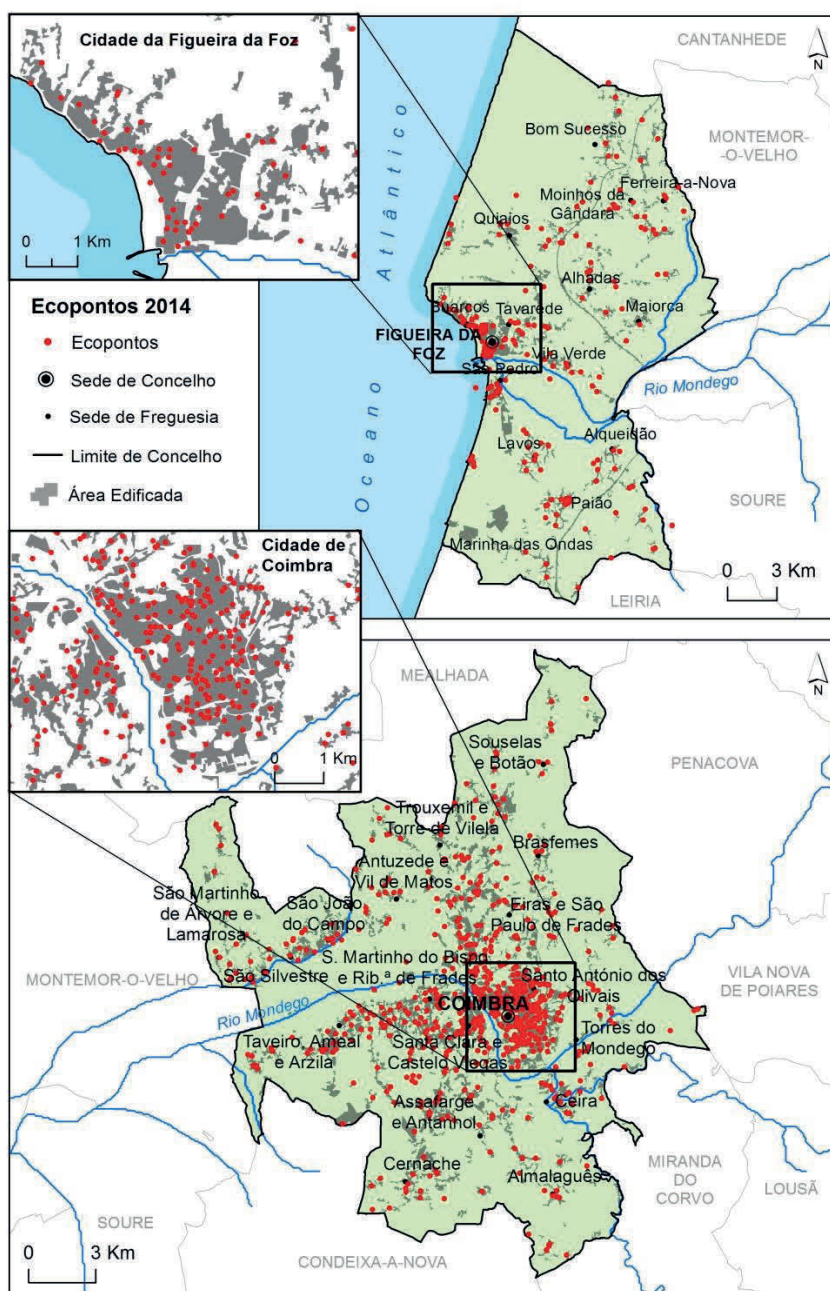 Cidade da Figueira da Foz
0 1 Km
Ecopontos 2014
Ecopontos
Sede de Concelho
Sede de Freguesia
Limite de Concelho
Área Edificada
CANTANHEDE
N
MONTEMOR-
-O-VELHO
Oceano Atlântico
Bom Sucesso
Ferreira-a-Nova
Moinhos da
Gândara
Quiaios
Alhadas
Maiorca
Buarcos
Tavarede
FIGUEIRA DA
FOZ
Vila Verde
São Pedro
Rio Mondego
Lavos
Alqueidão
SOURE
Paião
Marinha das Ondas
LEIRIA
0 3 Km
Cidade de
Coimbra
0 1 Km
MEALHADA
N
PENACOVA
Souselas
e Botão
Trouxemil e
Torre de Vilela
Brasfemes
Antuzede e
Vil de Matos
São Martinho
de Árvore e
Lamarosa
São João
do Campo
Eiras e São
Paulo de Frades
S. Martinho do Bispo
e Rib.ª de Frades
MONTEMOR-O-VELHO
São Silvestre
Santo António dos
Olivais
VILA NOVA
DE POIARES
Rio Mondego
COIMBRA
Taveiro, Ameal
e Arzila
Santa Clara e
Castelo Viegas
Torres do
Mondego
Assafarge
e Antanhol
Ceira
Cernache
Almalaguês
MIRANDA
DO
CORVO
LOUSÃ
SOURE
0 3 Km
CONDEIXA-A-NOVA